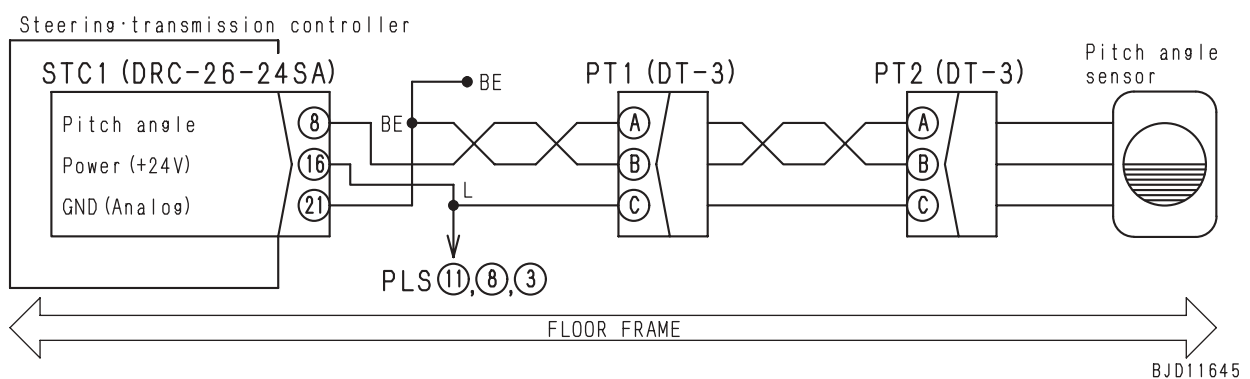 Steering·transmission controller
STC1 (DRC-26-24SA)
PT1 (DT-3)
PT2 (DT-3)
Pitch angle
sensor
BE
Pitch angle
8
BE
A
A
Power (+24V)
16
B
B
GND (Analog)
21
L
C
C
PLS 11, 8, 3
FLOOR FRAME
BJD11645